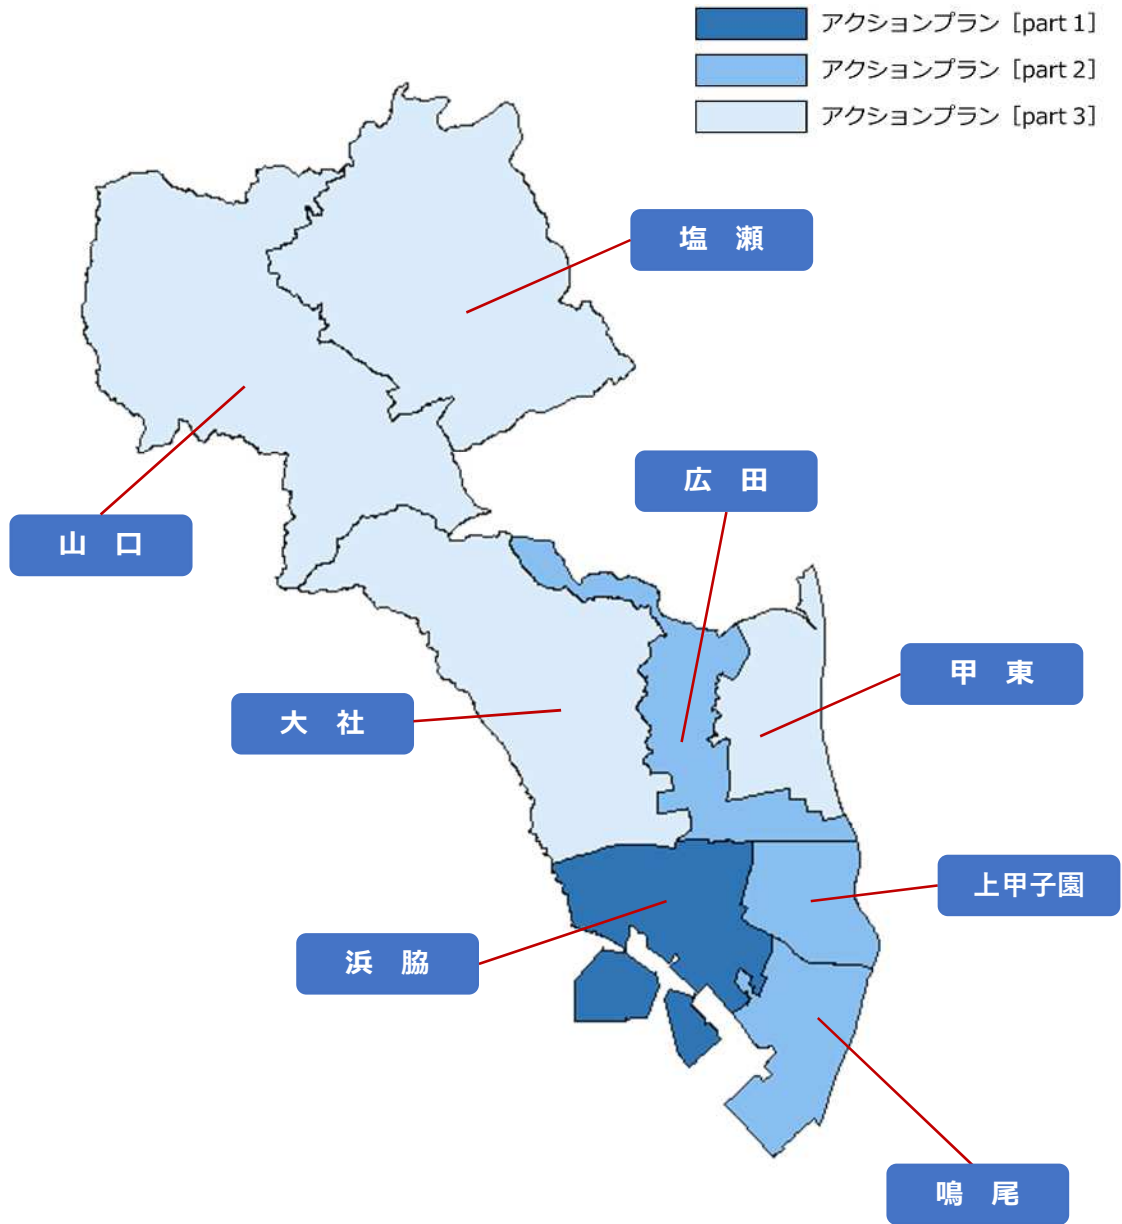 アクションプラン［part 1］
アクションプラン［part 2］
アクションプラン［part 3］
塩　瀬
広　田
山　口
甲　東
大　社
上甲子園
浜　脇
鳴　尾